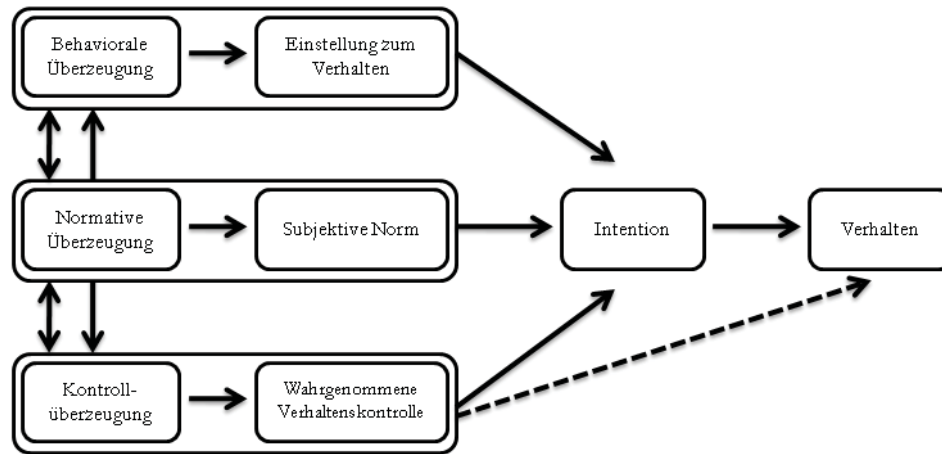 Behaviorale
Überzeugung
Einstellung zum
Verhalten
Normative
Überzeugung
Subjektive Norm
Intention
Verhalten
Kontroll-
überzeugung
Wahrgenommene
Verhaltenskontrolle